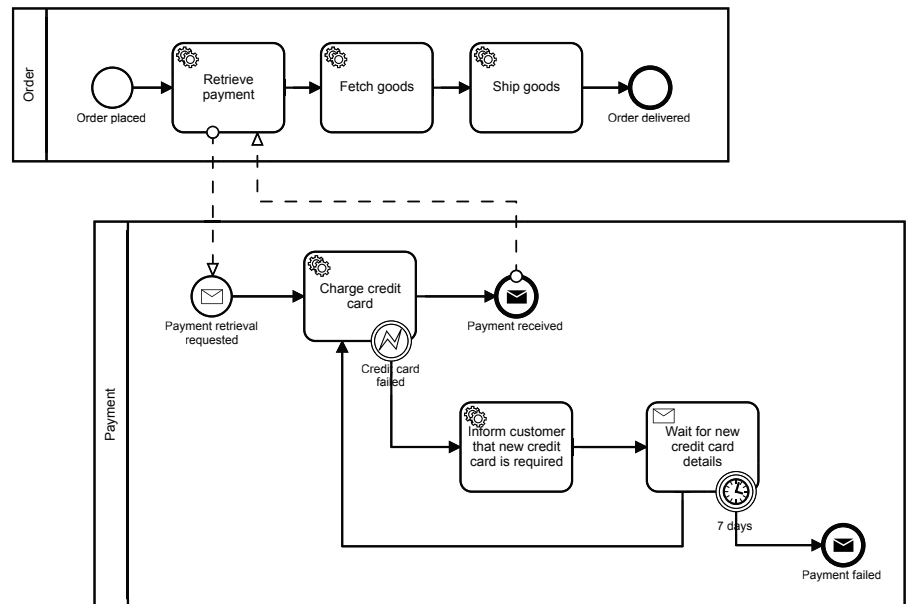 Order
Order placed
Retrieve
payment
Fetch goods
Ship goods
Order delivered
Payment
Payment retrieval
requested
Charge credit
card
Credit card
failed
Payment received
Inform customer
that new credit
card is required
Wait for new
credit card
details
7 days
Payment failed